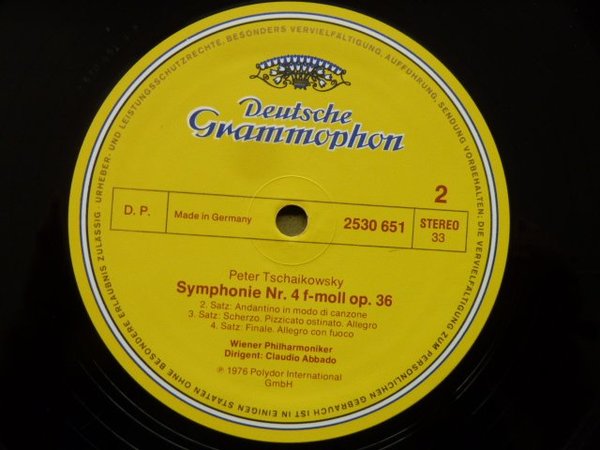 Deutsche
Grammophon
2
D. P.
Made in Germany
2530 651
STEREO
33
Peter Tschaikowsky
Symphonie Nr. 4 f-moll op. 36
2. Satz: Andantino in modo di canzone
3. Satz: Scherzo. Pizzicato ostinato. Allegro
4. Satz: Finale. Allegro con fuoco
Wiener Philharmoniker
Dirigent: Claudio Abbado
℗ 1976 Polydor International
GmbH
URHEBER- UND LEISTUNGSSCHUTZRECHTE, BESONDERS VERVIELFÄLTIGUNG, AUFFÜHRUNG, SENDUNG VORBEHALTEN; DIE VERVIELFÄLTIGUNG ZUM PERSÖNLICHEN GEBRAUCH IST IN EINIGEN STAATEN OHNE BESONDERE ERLAUBNIS ZULÄSSIG ·